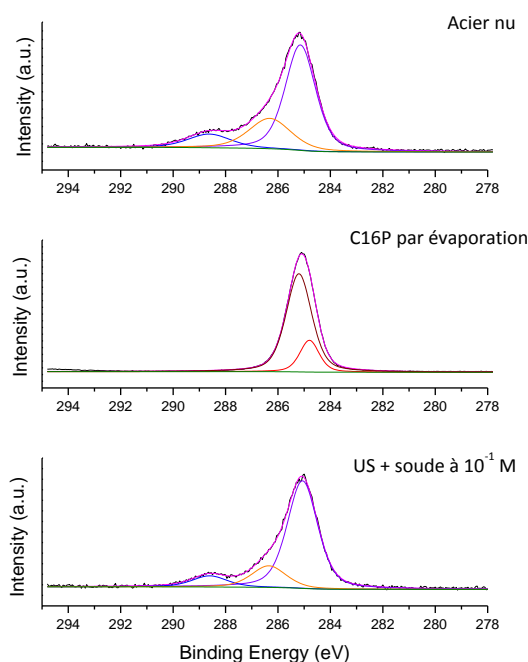 Acier nu
Intensity (a.u.)
294 292 290 288 286 284 282 280 278
C16P par évaporation
Intensity (a.u.)
294 292 290 288 286 284 282 280 278
US + soude à 10⁻¹ M
Intensity (a.u.)
294 292 290 288 286 284 282 280 278
Binding Energy (eV)